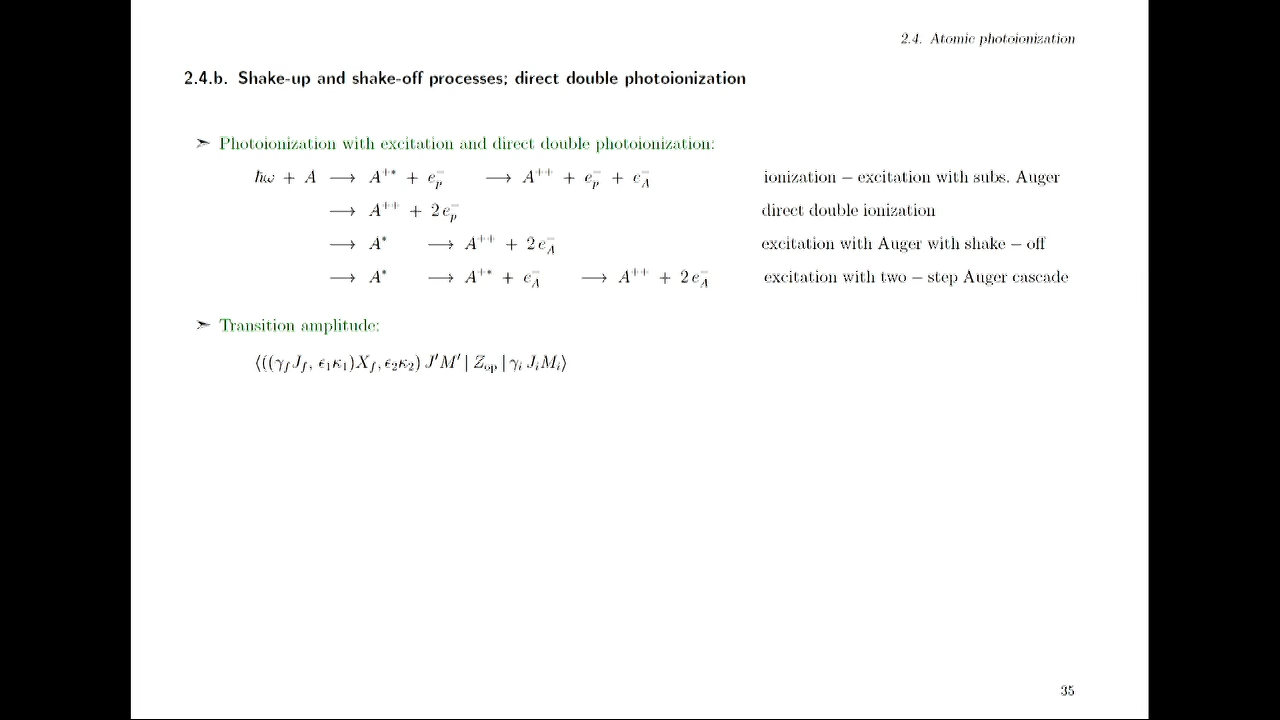 2.4. Atomic photoionization
2.4.b. Shake-up and shake-off processes; direct double photoionization
➣ Photoionization with excitation and direct double photoionization:
ℏω + A ⟶ A⁺* + e⁻ₚ ⟶ A⁺⁺ + e⁻ₚ + e⁻_A ionization − excitation with subs. Auger
⟶ A⁺⁺ + 2 e⁻ₚ direct double ionization
⟶ A* ⟶ A⁺⁺ + 2 e⁻_A excitation with Auger with shake − off
⟶ A* ⟶ A⁺* + e⁻_A ⟶ A⁺⁺ + 2 e⁻_A excitation with two − step Auger cascade
➣ Transition amplitude:
⟨((γ_f J_f, ϵ₁κ₁)X_f, ϵ₂κ₂) J′M′ | Z_op | γ_i J_i M_i⟩
35